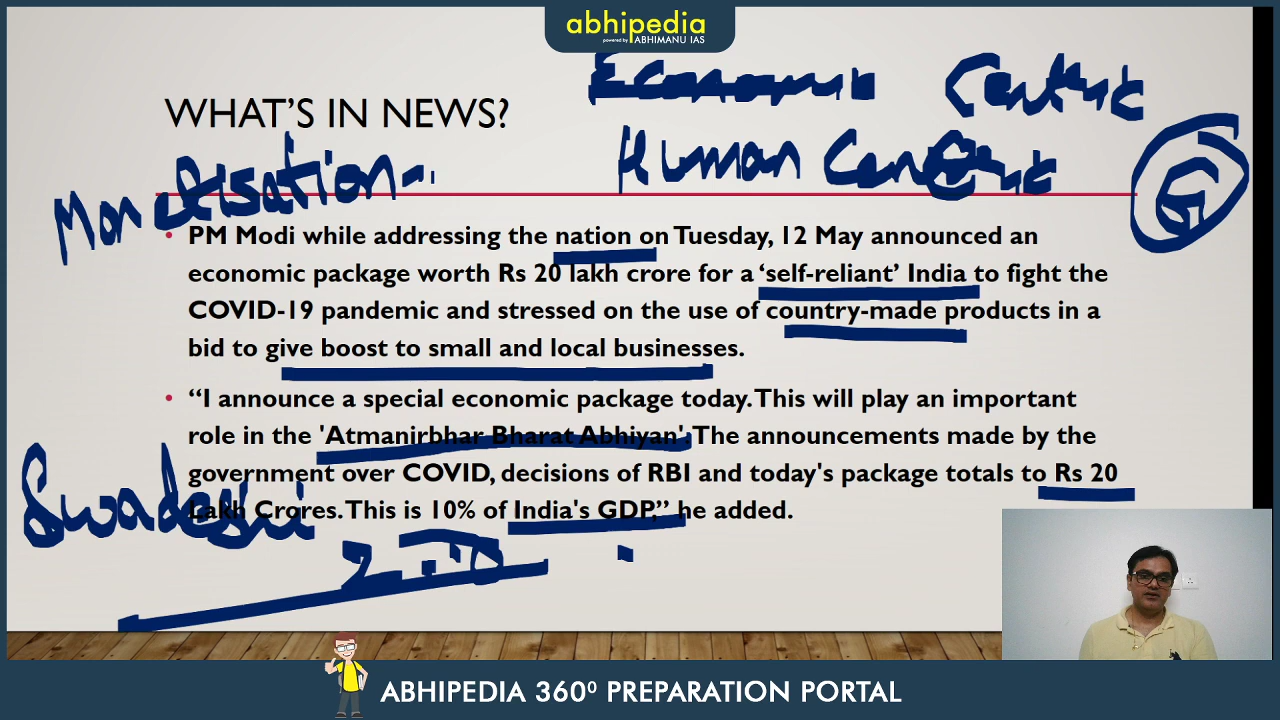 abhipedia
powered by ABHIMANU IAS
Economic Centric
WHAT'S IN NEWS?
Human Centric
G
Monetisation
• PM Modi while addressing the nation on Tuesday, 12 May announced an
economic package worth Rs 20 lakh crore for a ‘self-reliant’ India to fight the
COVID-19 pandemic and stressed on the use of country-made products in a
bid to give boost to small and local businesses.
• “I announce a special economic package today. This will play an important
role in the 'Atmanirbhar Bharat Abhiyan'. The announcements made by the
government over COVID, decisions of RBI and today's package totals to Rs 20
Lakh Crores. This is 10% of India's GDP,” he added.
Swadeshi
2.0
ABHIPEDIA 360⁰ PREPARATION PORTAL